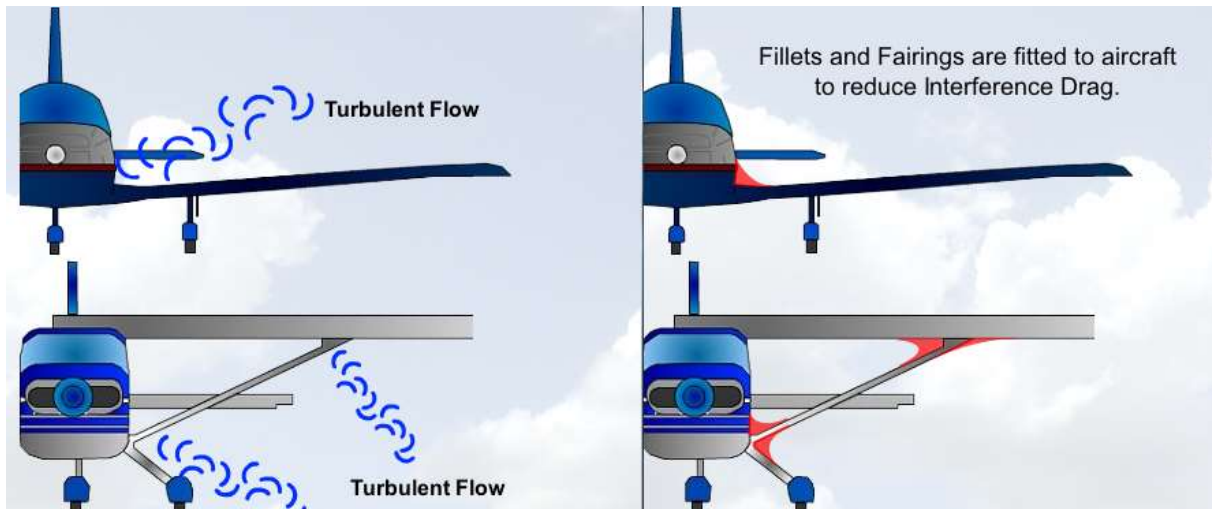 Turbulent Flow
Turbulent Flow
Fillets and Fairings are fitted to aircraft
to reduce Interference Drag.